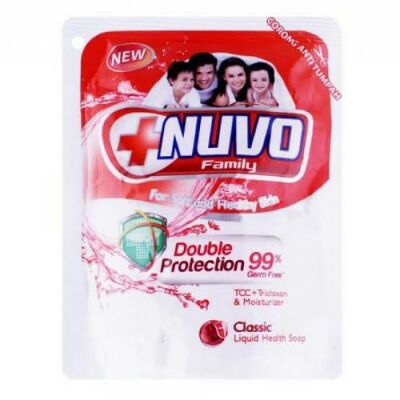 NEW
CORONG ANTI TUMPAH
NUVO
Family
For Soft and Healthy Skin
Double
Protection 99%
Germ Free*
TCC + Triclosan
& Moisturizer
Classic
Liquid Health Soap